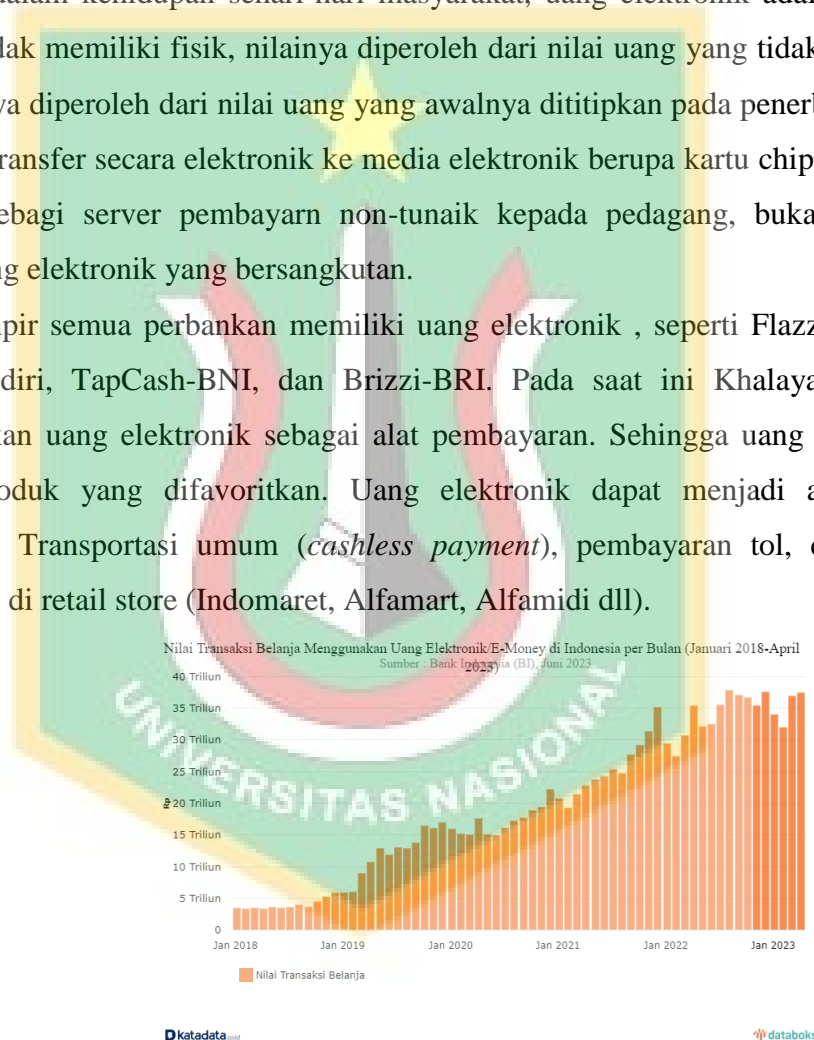 dalam kehidupan sehari-hari masyarakat, uang elektronik
dak memiliki fisik, nilainya diperoleh dari nilai uang yang tidak
ya diperoleh dari nilai uang yang awalnya dititipkan pada
ransfer secara elektronik ke media elektronik berupa kartu chip
ebagi server pembayarn non-tunaik kepada pedagang,
ng elektronik yang bersangkutan.
pir semua perbankan memiliki uang elektronik , seperti Flazz
diri, TapCash-BNI, dan Brizzi-BRI. Pada saat ini
kan uang elektronik sebagai alat pembayaran. Sehingga uang
oduk yang difavoritkan. Uang elektronik dapat menjadi
Transportasi umum (cashless payment), pembayaran tol,
di retail store (Indomaret, Alfamart, Alfamidi dll).
Nilai Transaksi Belanja Menggunakan Uang Elektronik/E-Money di Indonesia per Bulan (Januari 2018-April
2023)
Sumber : Bank Indonesia (BI), Juni 2023
40 Triliun
35 Triliun
30 Triliun
25 Triliun
20 Triliun
15 Triliun
10 Triliun
5 Triliun
0
Rp
Jan 2018 Jan 2019 Jan 2020 Jan 2021 Jan 2022 Jan 2023
Nilai Transaksi Belanja
UNIVERSITAS NASIONAL
katadata
databoks